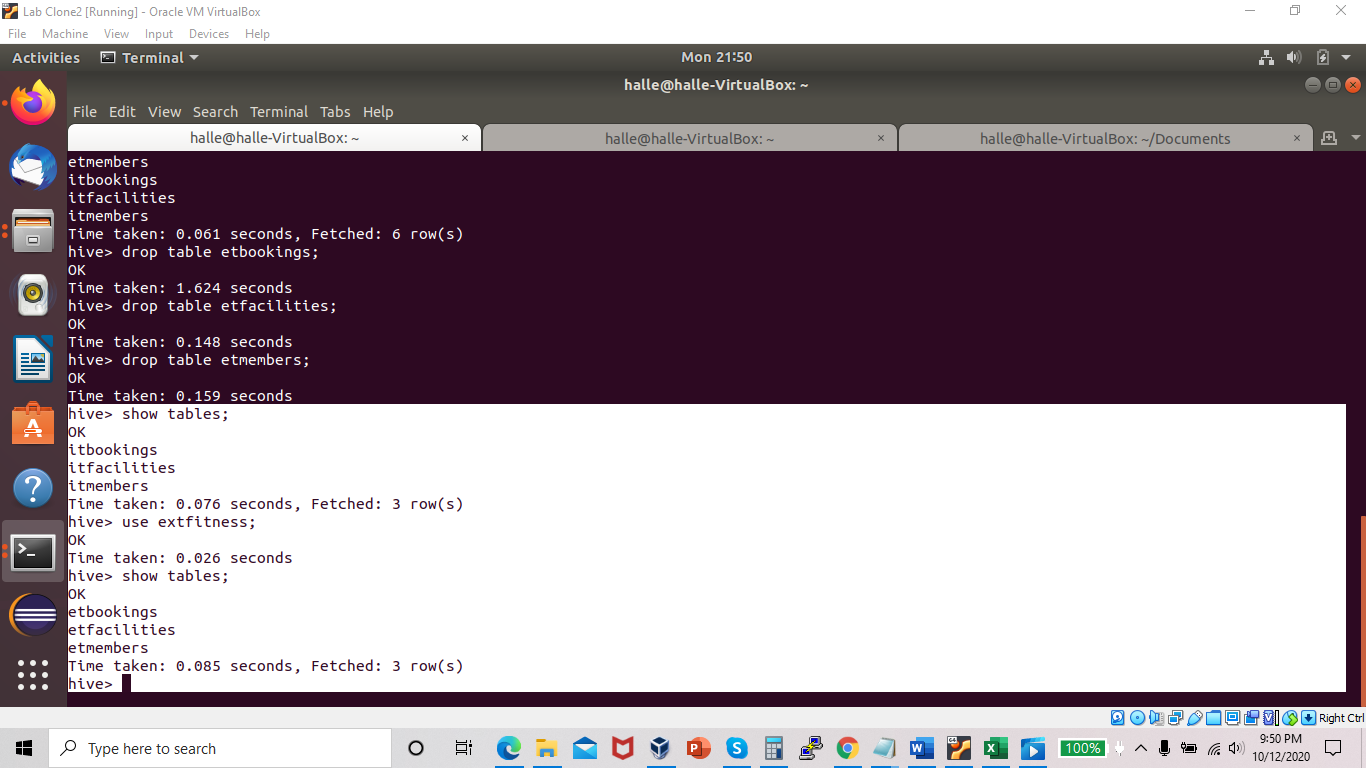 Lab Clone2 [Running] - Oracle VM VirtualBox
File Machine View Input Devices Help
Activities Terminal Mon 21:50
halle@halle-VirtualBox: ~
File Edit View Search Terminal Tabs Help
halle@halle-VirtualBox: ~ × halle@halle-VirtualBox: ~ × halle@halle-VirtualBox: ~/Documents ×
etmembers
itbookings
itfacilities
itmembers
Time taken: 0.061 seconds, Fetched: 6 row(s)
hive> drop table etbookings;
OK
Time taken: 1.624 seconds
hive> drop table etfacilities;
OK
Time taken: 0.148 seconds
hive> drop table etmembers;
OK
Time taken: 0.159 seconds
hive> show tables;
OK
itbookings
itfacilities
itmembers
Time taken: 0.076 seconds, Fetched: 3 row(s)
hive> use extfitness;
OK
Time taken: 0.026 seconds
hive> show tables;
OK
etbookings
etfacilities
etmembers
Time taken: 0.085 seconds, Fetched: 3 row(s)
hive>
Right Ctrl
Type here to search
100%
9:50 PM
10/12/2020